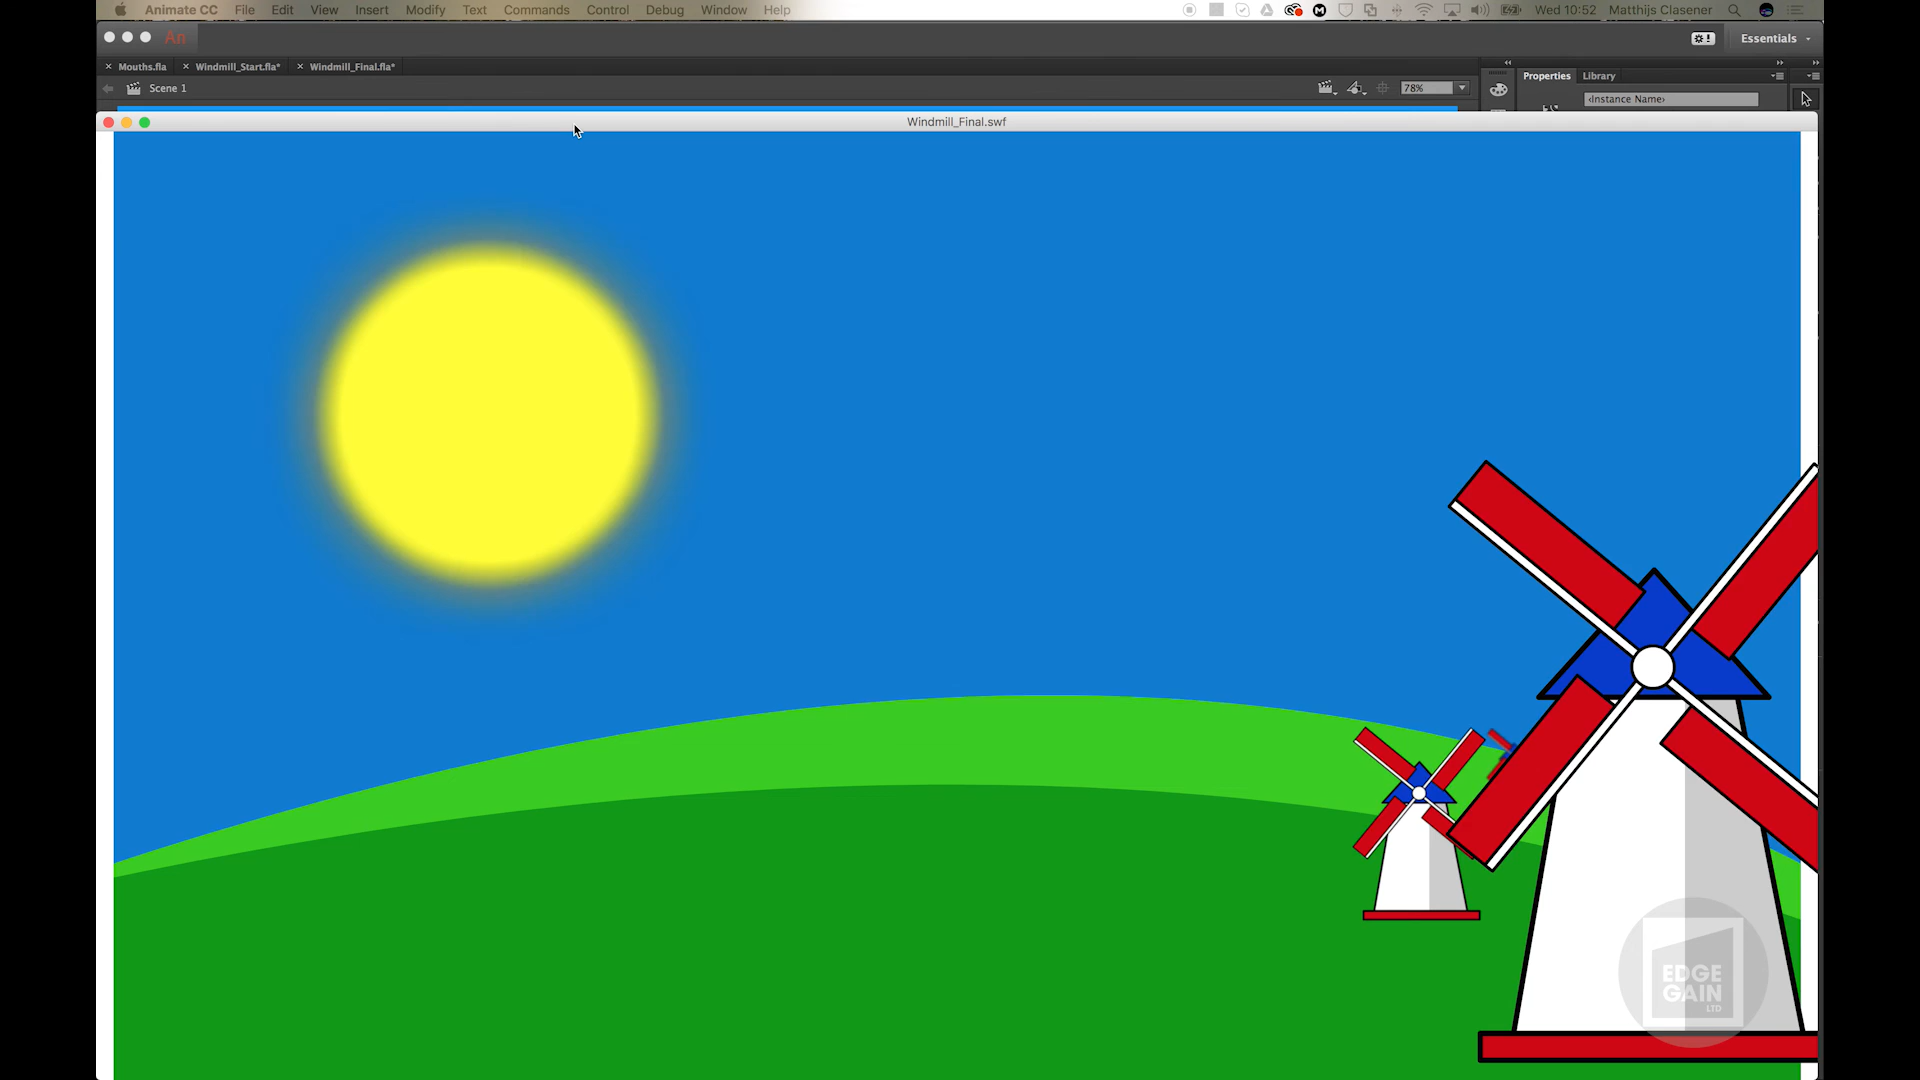 Animate CC File Edit View Insert Modify Text Commands Control Debug Window Help Wed 10:52 Matthijs Clasener
An Essentials
Mouths.fla Windmill_Start.fla* Windmill_Final.fla*
Properties Library
Scene 1 78%
‹Instance Name›
Windmill_Final.swf
EDGE
GAIN
LTD